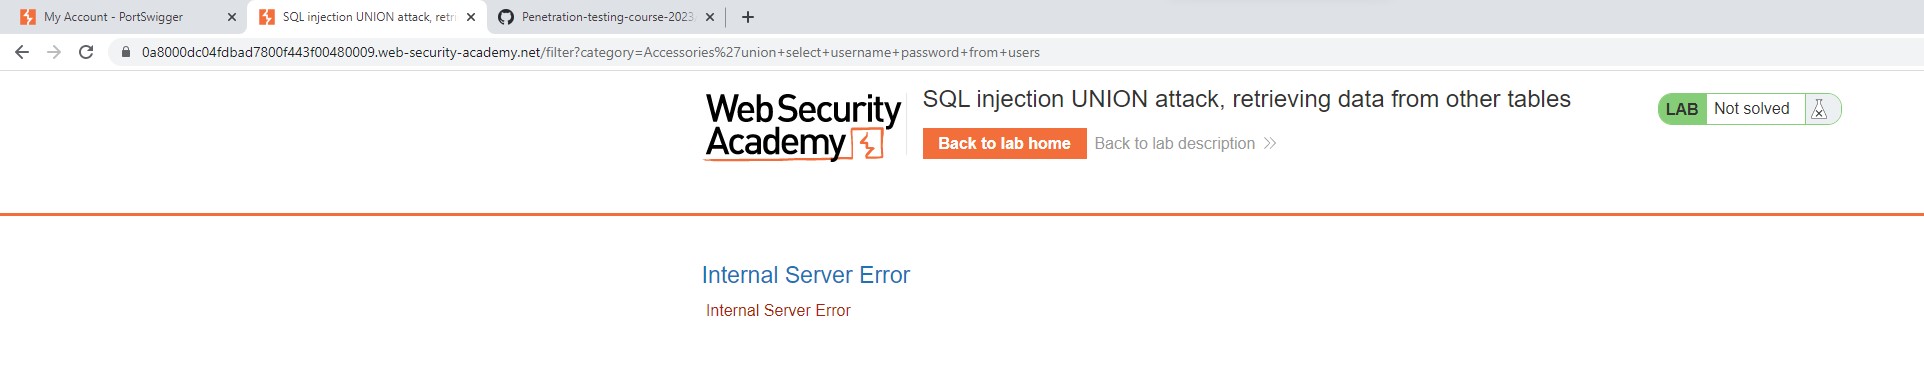 My Account - PortSwigger
SQL injection UNION attack, retri
Penetration-testing-course-2023
0a8000dc04fdbad7800f443f00480009.web-security-academy.net/filter?category=Accessories%27union+select+username+password+from+users
Web Security
Academy
SQL injection UNION attack, retrieving data from other tables
Back to lab home
Back to lab description
LAB Not solved
Internal Server Error
Internal Server Error